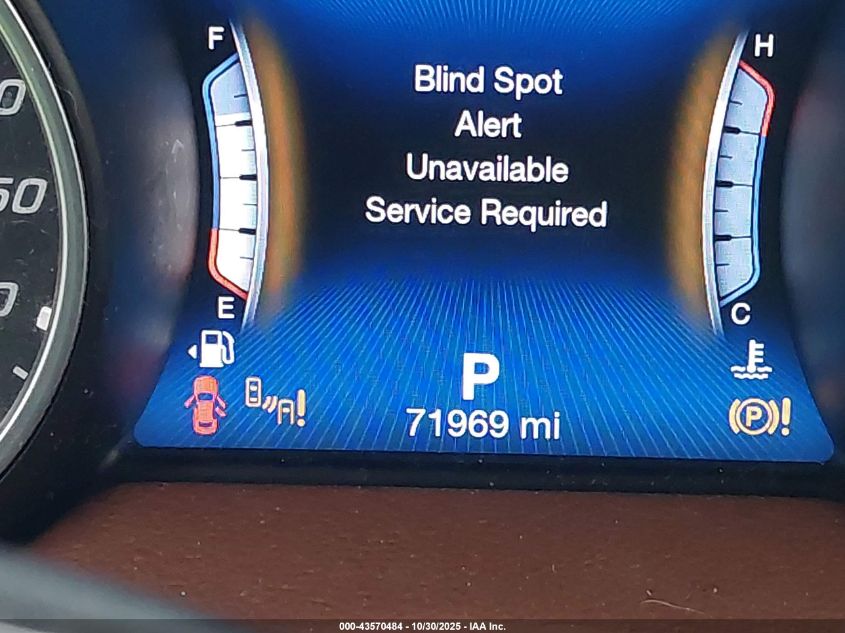 F
H
Blind Spot
Alert
Unavailable
Service Required
E
C
P
71969 mi
P !
000-43570484 - 10/30/2025 - IAA Inc.